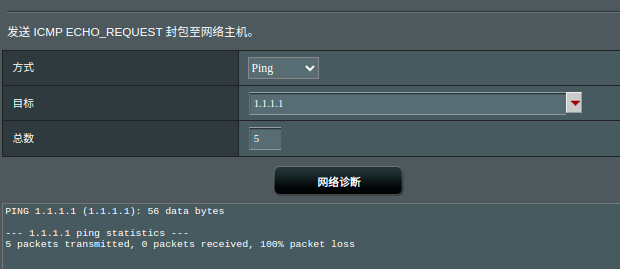 发送 ICMP ECHO_REQUEST 封包至网络主机。
方式 Ping
目标 1.1.1.1
总数 5
网络诊断
PING 1.1.1.1 (1.1.1.1): 56 data bytes
--- 1.1.1.1 ping statistics ---
5 packets transmitted, 0 packets received, 100% packet loss